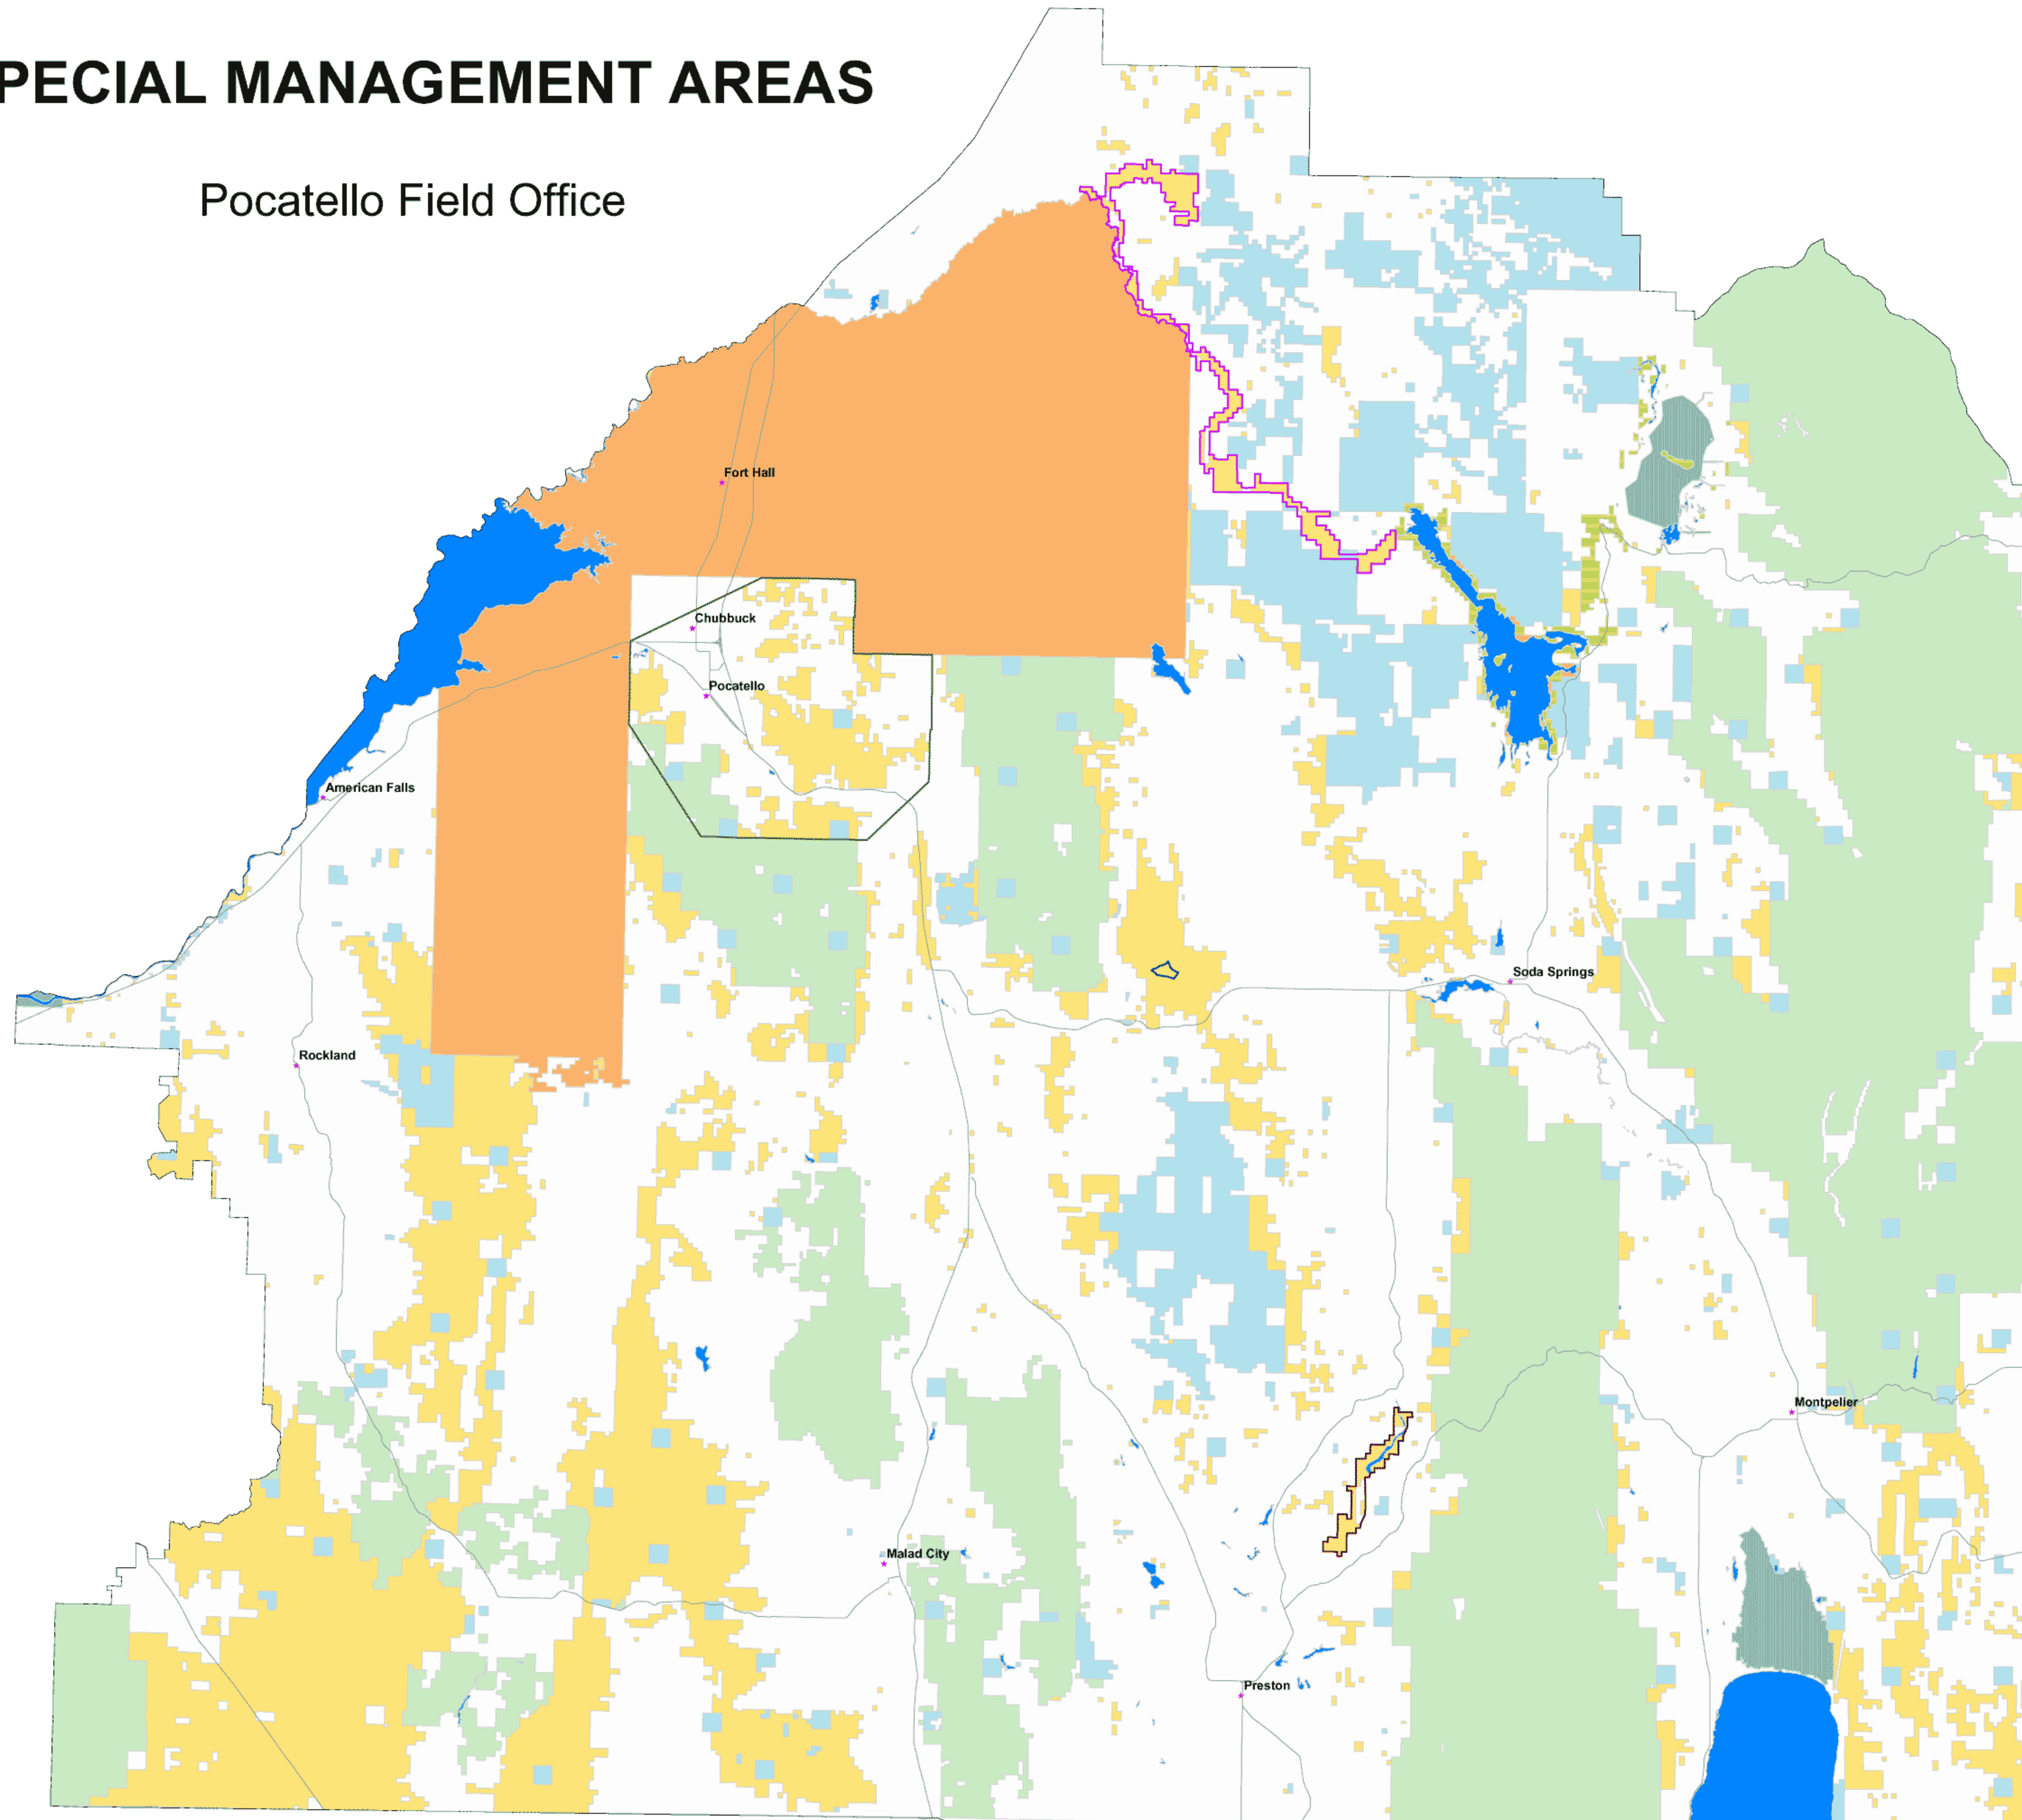 PECIAL MANAGEMENT AREAS
Pocatello Field Office
Fort Hall
Chubbuck
Pocatello
American Falls
Soda Springs
Rockland
Montpelier
Malad City
Preston